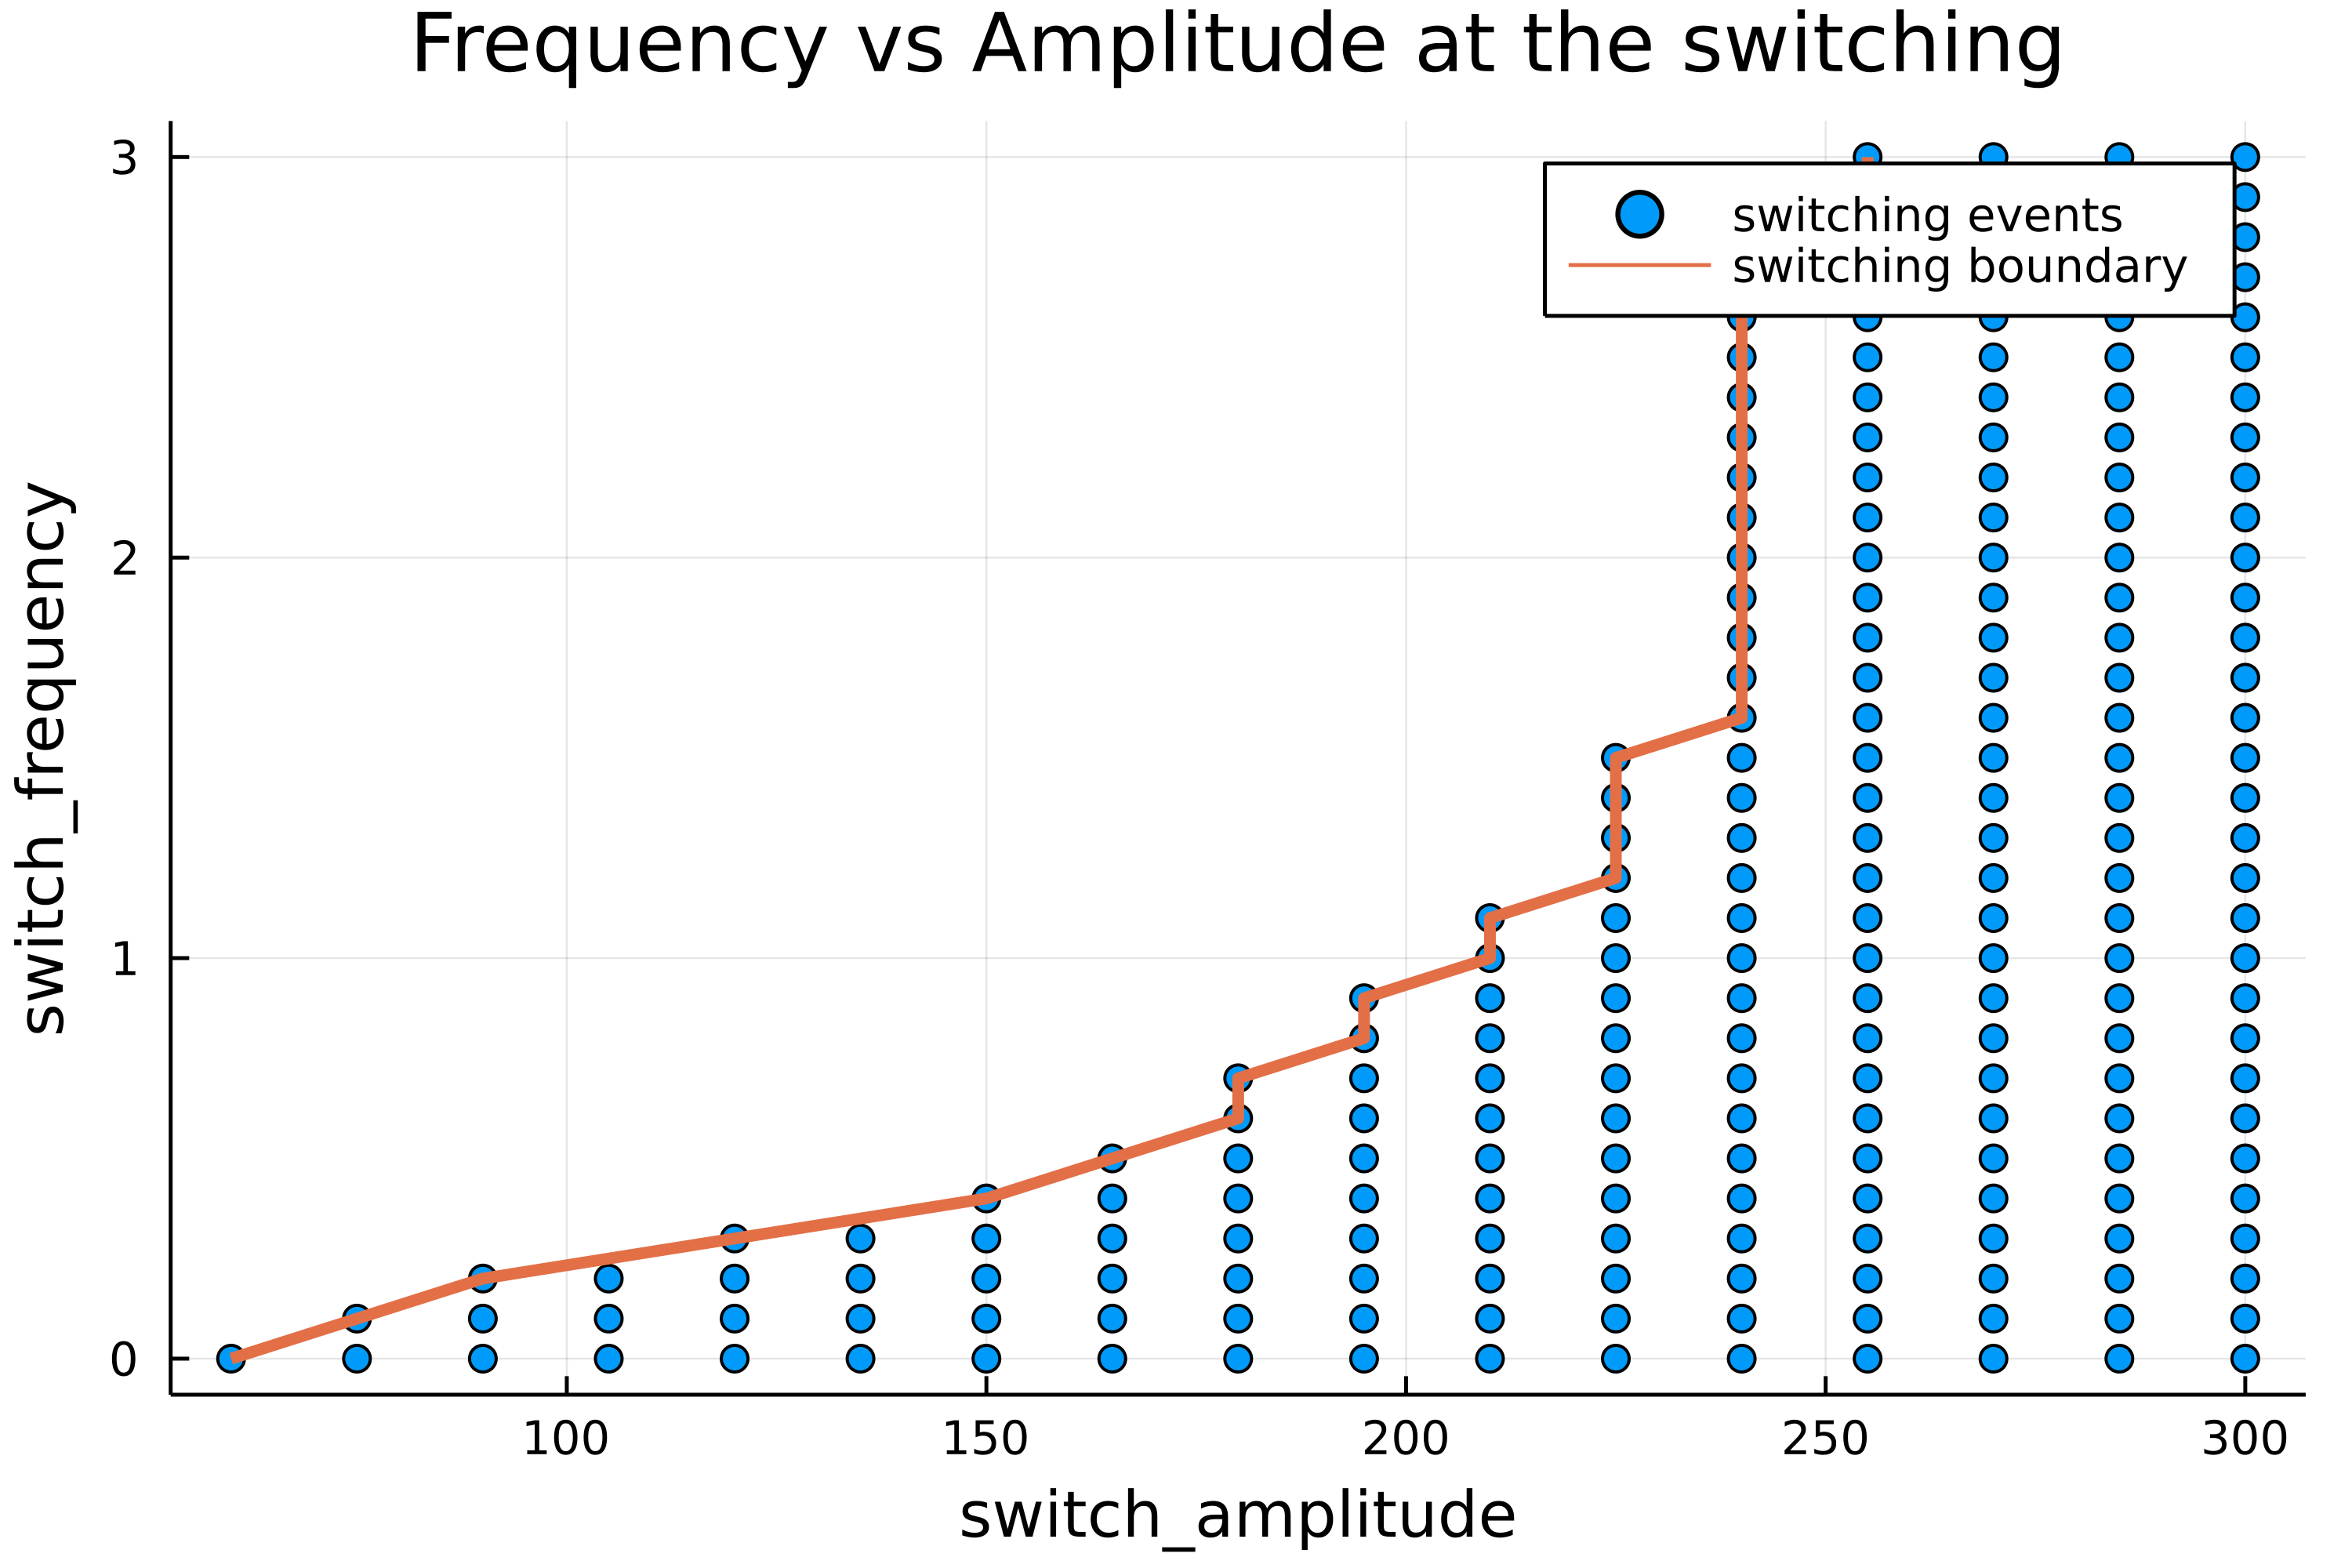 Frequency vs Amplitude at the switching
switching events
switching boundary
switch_frequency
3
2
1
0
100 150 200 250 300
switch_amplitude